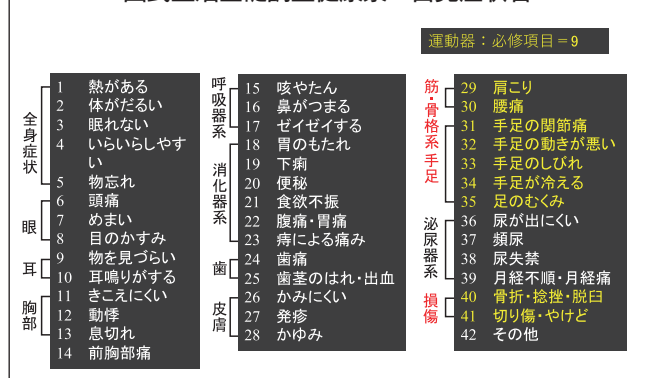 運動器：必修項目＝9
全身症状
1 熱がある
2 体がだるい
3 眠れない
4 いらいらしやす
い
5 物忘れ
眼
6 頭痛
7 めまい
8 目のかすみ
耳
9 物を見づらい
10 耳鳴りがする
胸部
11 きこえにくい
12 動悸
13 息切れ
14 前胸部痛
呼吸器系
15 咳やたん
16 鼻がつまる
17 ゼイゼイする
消化器系
18 胃のもたれ
19 下痢
20 便秘
21 食欲不振
22 腹痛・胃痛
23 痔による痛み
歯
24 歯痛
25 歯茎のはれ・出血
皮膚
26 かみにくい
27 発疹
28 かゆみ
筋・骨格系
29 肩こり
30 腰痛
手足
31 手足の関節痛
32 手足の動きが悪い
33 手足のしびれ
34 手足が冷える
35 足のむくみ
泌尿器系
36 尿が出にくい
37 頻尿
38 尿失禁
39 月経不順・月経痛
損傷
40 骨折・捻挫・脱臼
41 切り傷・やけど
42 その他